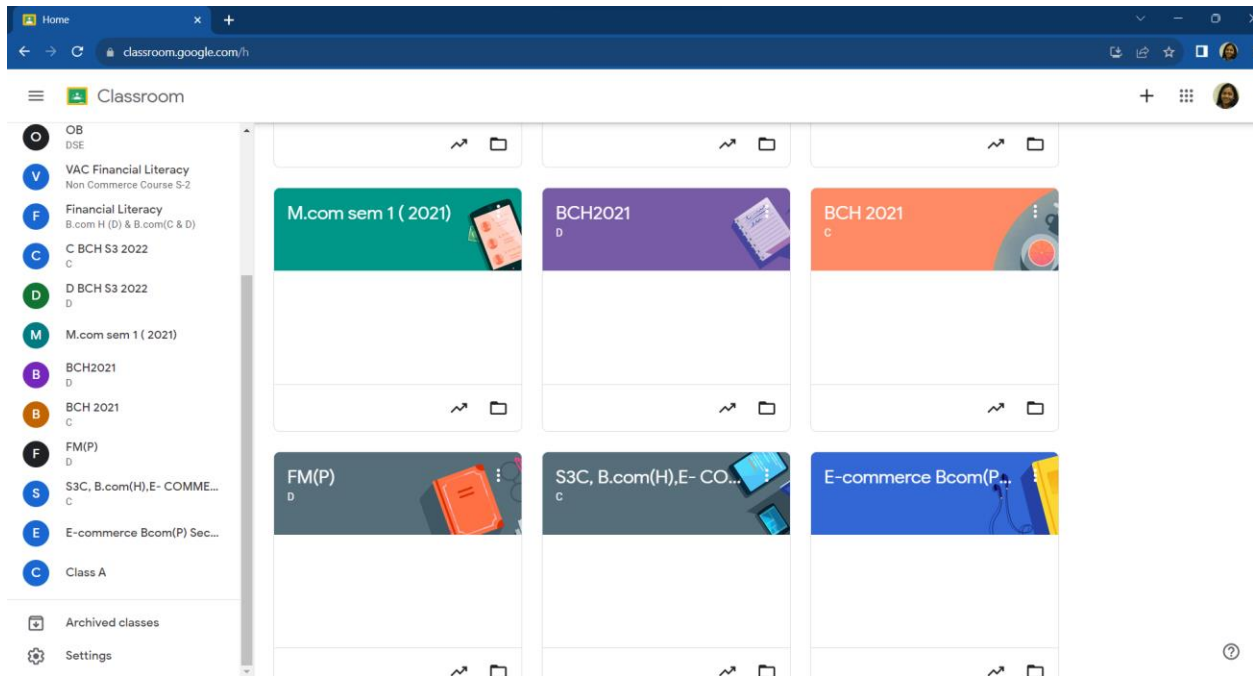 Home
classroom.google.com/h
Classroom
OB
DSE
VAC Financial Literacy
Non Commerce Course S-2
Financial Literacy
B.com H (D) & B.com(C & D)
C BCH S3 2022
C
D BCH S3 2022
D
M.com sem 1 ( 2021)
BCH2021
D
BCH 2021
C
FM(P)
D
S3C, B.com(H),E- COMME...
C
E-commerce Bcom(P) Sec...
Class A
Archived classes
Settings
M.com sem 1 ( 2021)
BCH2021
D
BCH 2021
C
FM(P)
D
S3C, B.com(H),E- CO...
C
E-commerce Bcom(P...
O
V
F
C
D
M
B
B
F
S
E
C